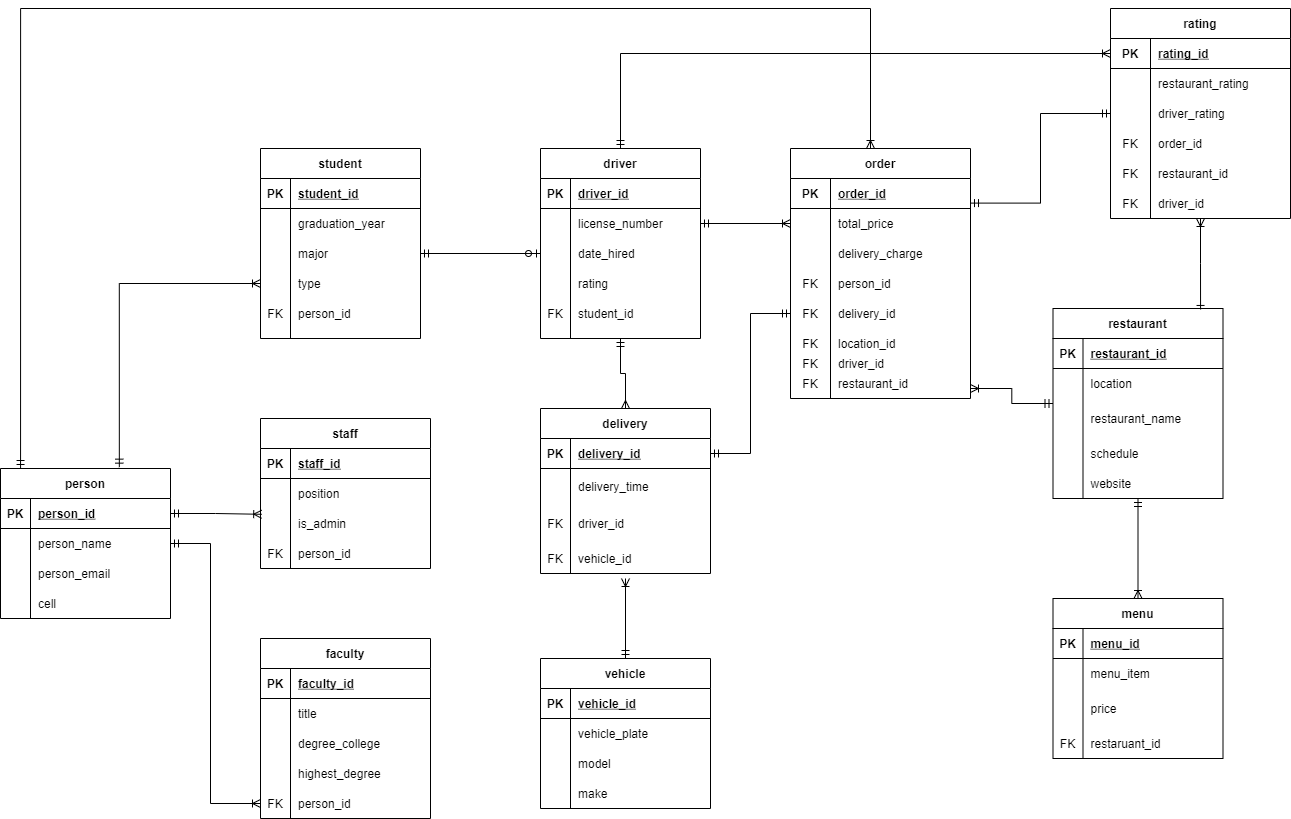 rating
PK rating_id
restaurant_rating
driver_rating
FK order_id
FK restaurant_id
FK driver_id
student
PK student_id
graduation_year
major
type
FK person_id
driver
PK driver_id
license_number
date_hired
rating
FK student_id
order
PK order_id
total_price
delivery_charge
FK person_id
FK delivery_id
FK location_id
FK driver_id
FK restaurant_id
restaurant
PK restaurant_id
location
restaurant_name
schedule
website
staff
PK staff_id
position
is_admin
FK person_id
delivery
PK delivery_id
delivery_time
FK driver_id
FK vehicle_id
person
PK person_id
person_name
person_email
cell
faculty
PK faculty_id
title
degree_college
highest_degree
FK person_id
vehicle
PK vehicle_id
vehicle_plate
model
make
menu
PK menu_id
menu_item
price
FK restaruant_id